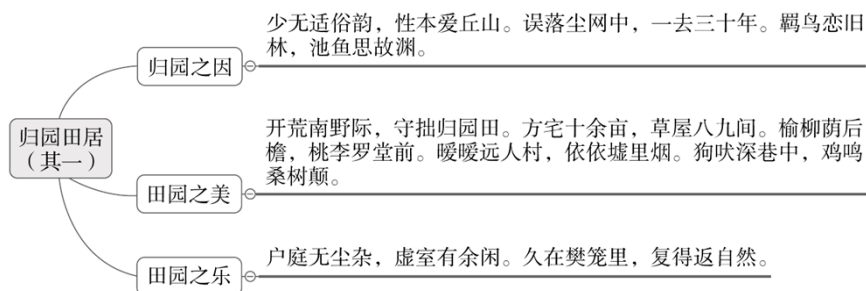 归园田居
（其一）
归园之因
少无适俗韵，性本爱丘山。误落尘网中，一去三十年。羁鸟恋旧
林，池鱼思故渊。
田园之美
开荒南野际，守拙归园田。方宅十余亩，草屋八九间。榆柳荫后
檐，桃李罗堂前。暧暧远人村，依依墟里烟。狗吠深巷中，鸡鸣
桑树颠。
田园之乐
户庭无尘杂，虚室有余闲。久在樊笼里，复得返自然。